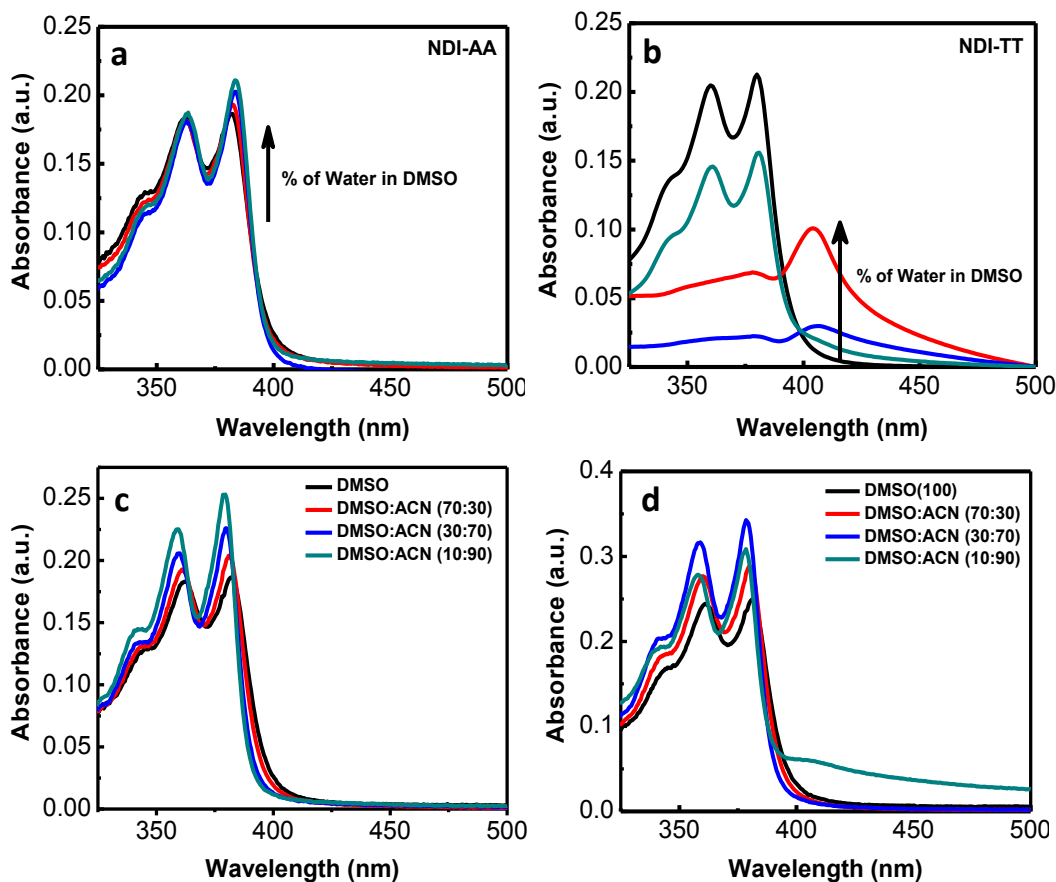 a
NDI-AA
Absorbance (a.u.)
0.25
0.20
0.15
0.10
0.05
0.00
% of Water in DMSO
350
400
450
500
Wavelength (nm)
b
NDI-TT
Absorbance (a.u.)
0.25
0.20
0.15
0.10
0.05
0.00
% of Water in DMSO
350
400
450
500
Wavelength (nm)
c
DMSO
DMSO:ACN (70:30)
DMSO:ACN (30:70)
DMSO:ACN (10:90)
Absorbance (a.u.)
0.25
0.20
0.15
0.10
0.05
0.00
350
400
450
500
Wavelength (nm)
d
DMSO(100)
DMSO:ACN (70:30)
DMSO:ACN (30:70)
DMSO:ACN (10:90)
Absorbance (a.u.)
0.4
0.3
0.2
0.1
0.0
350
400
450
500
Wavelength (nm)